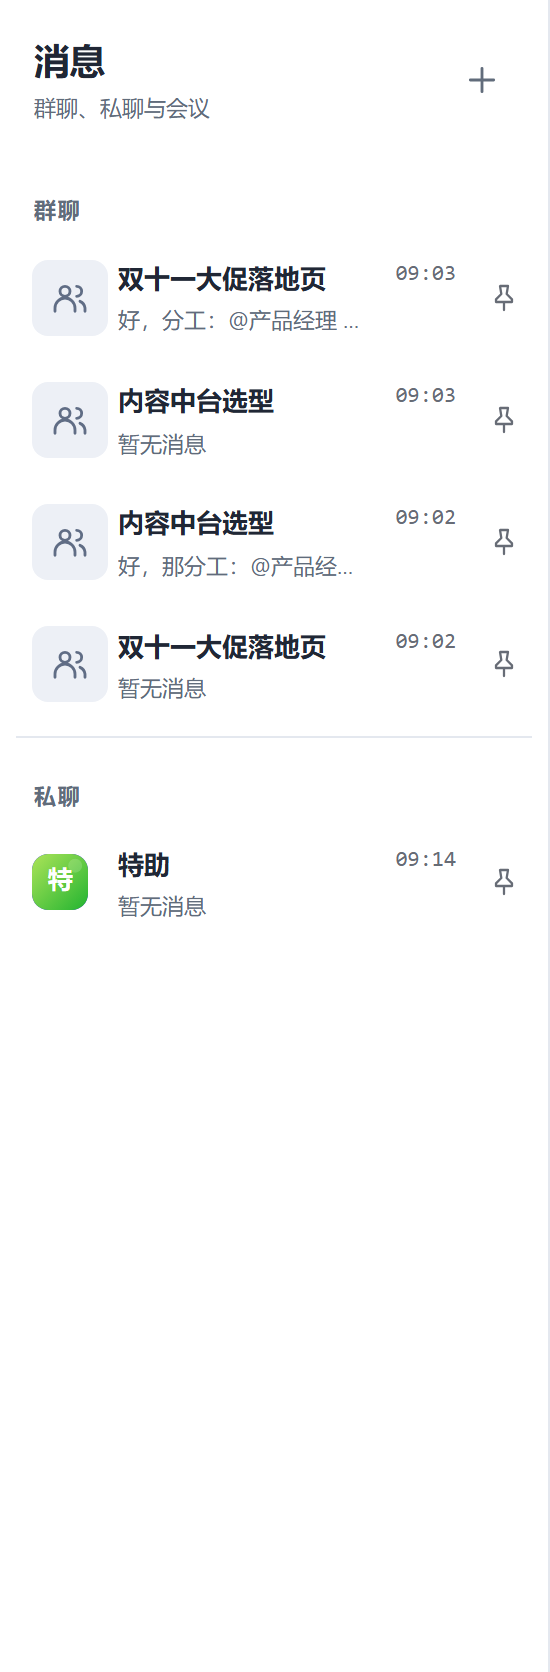 消息
群聊、私聊与会议
群聊
双十一大促落地页 09:03
好，分工：@产品经理 ...
内容中台选型 09:03
暂无消息
内容中台选型 09:02
好，那分工：@产品经...
双十一大促落地页 09:02
暂无消息
私聊
特 特助 09:14
暂无消息